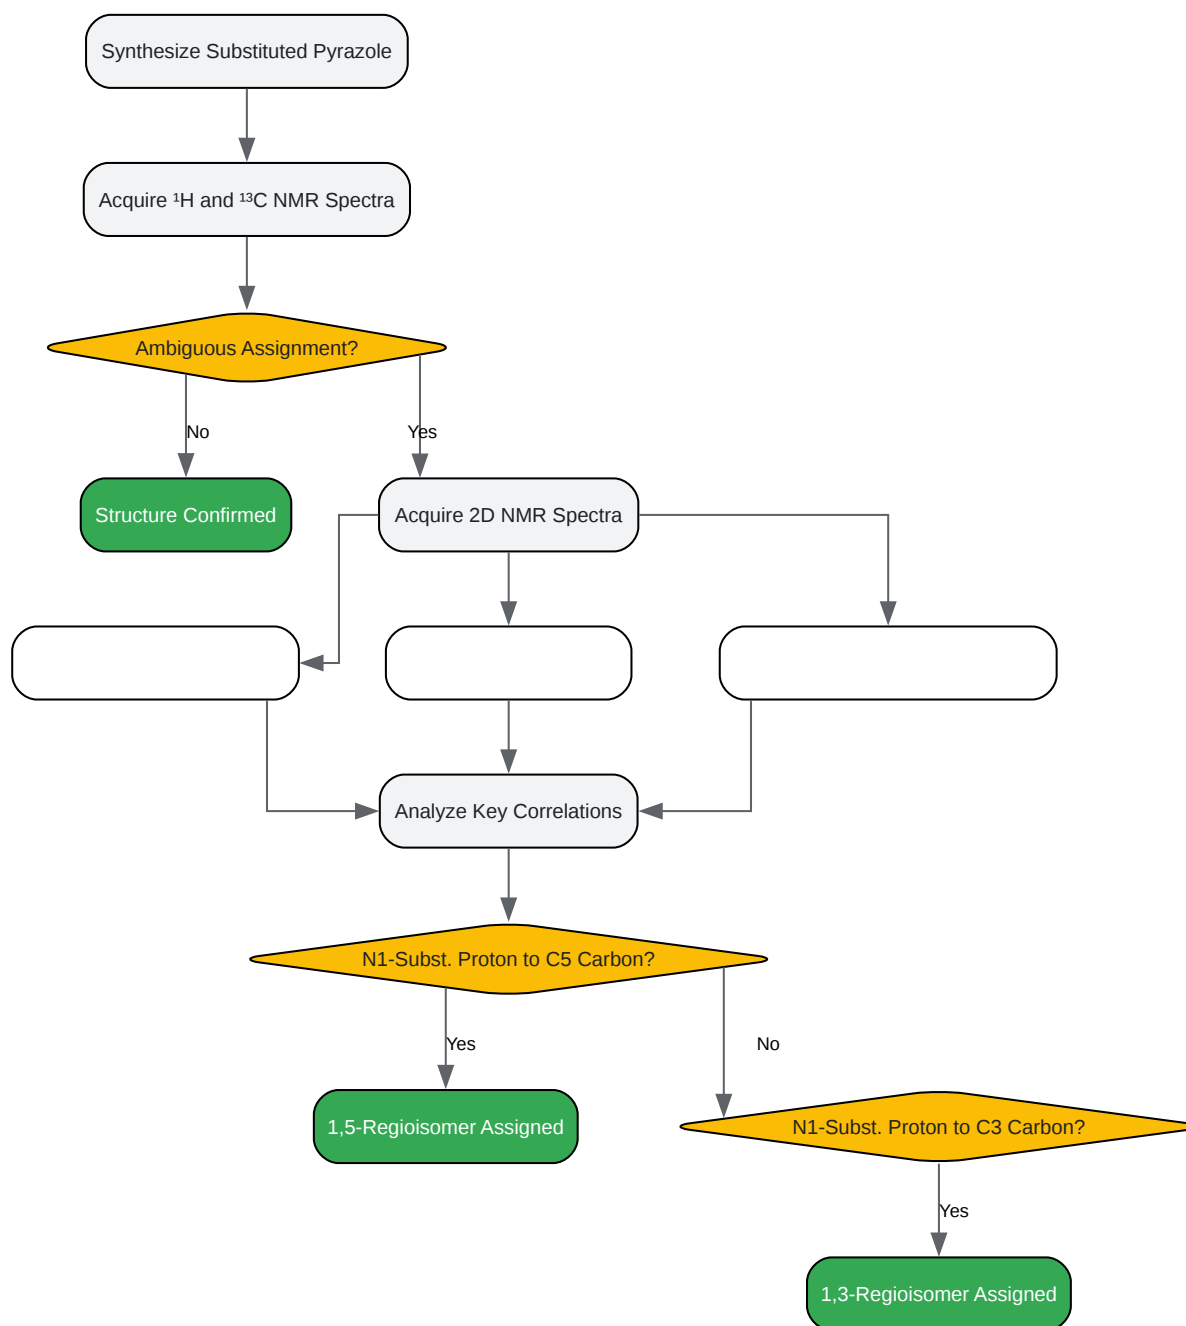 Synthesize Substituted Pyrazole
Acquire ¹H and ¹³C NMR Spectra
Ambiguous Assignment?
No
Yes
Structure Confirmed
Acquire 2D NMR Spectra
Analyze Key Correlations
N1-Subst. Proton to C5 Carbon?
Yes
No
1,5-Regioisomer Assigned
N1-Subst. Proton to C3 Carbon?
Yes
1,3-Regioisomer Assigned